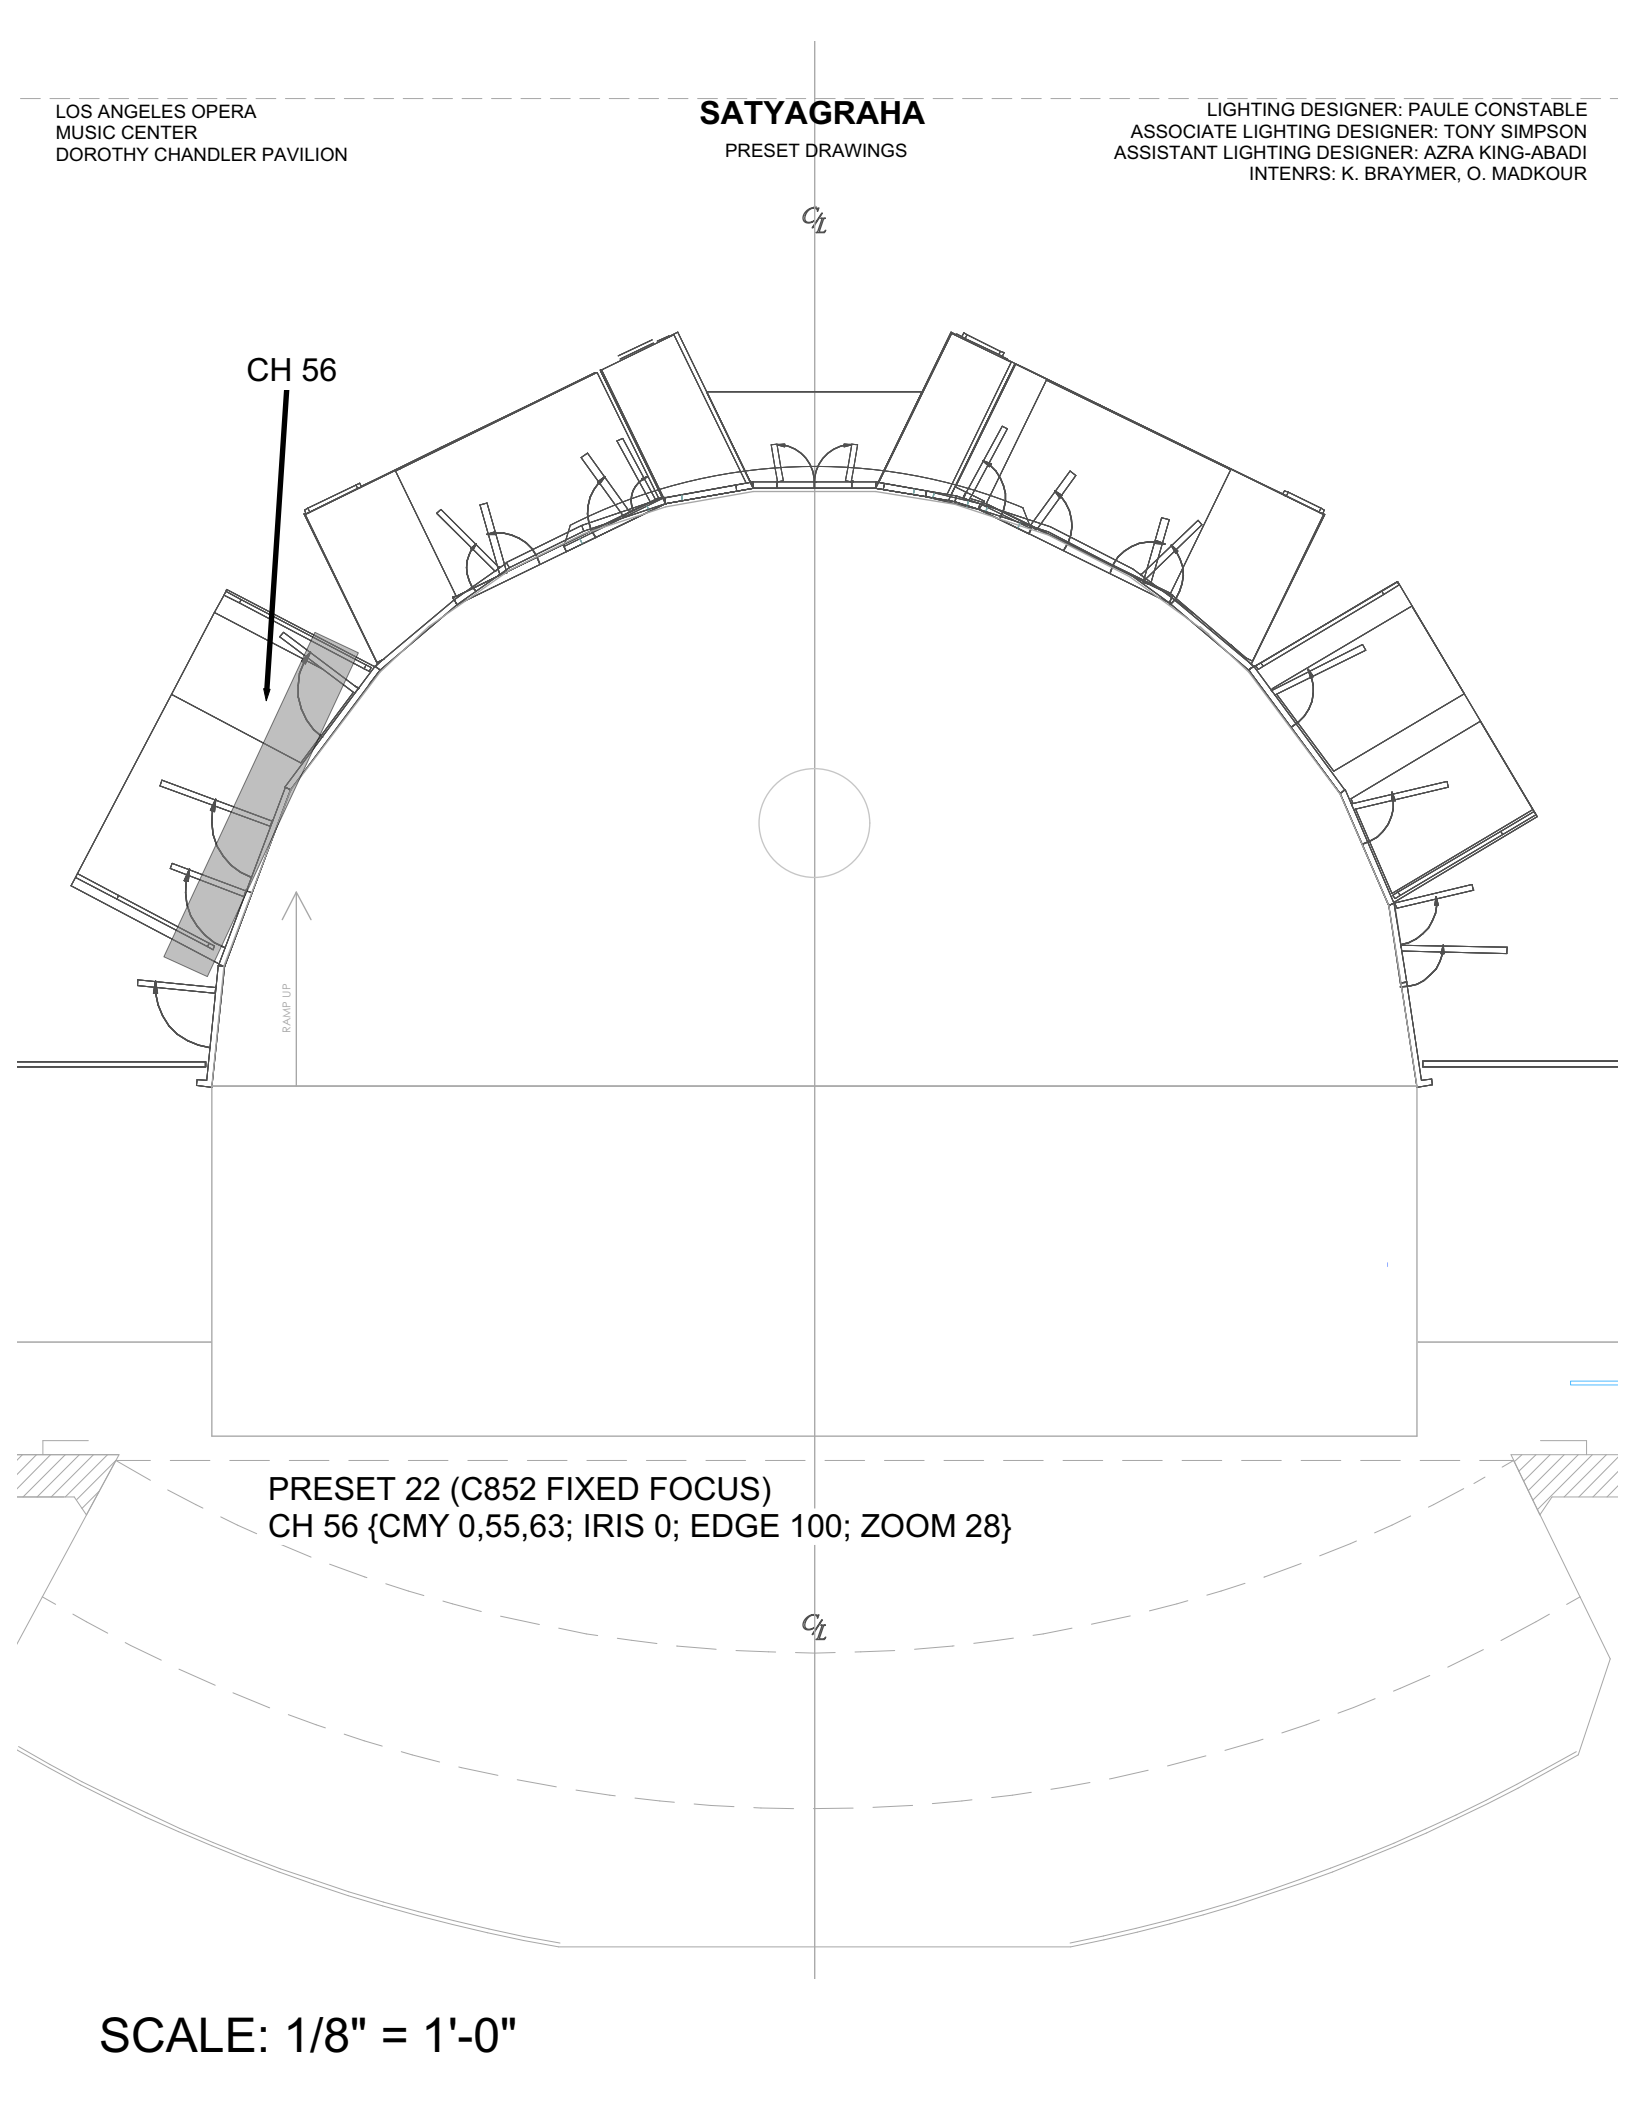 LOS ANGELES OPERA
MUSIC CENTER
DOROTHY CHANDLER PAVILION
SATYAGRAHA
PRESET DRAWINGS
LIGHTING DESIGNER: PAULE CONSTABLE
ASSOCIATE LIGHTING DESIGNER: TONY SIMPSON
ASSISTANT LIGHTING DESIGNER: AZRA KING-ABADI
INTENRS: K. BRAYMER, O. MADKOUR
C/L
CH 56
RAMP UP
PRESET 22 (C852 FIXED FOCUS)
CH 56 {CMY 0,55,63; IRIS 0; EDGE 100; ZOOM 28}
C/L
SCALE: 1/8" = 1'-0"